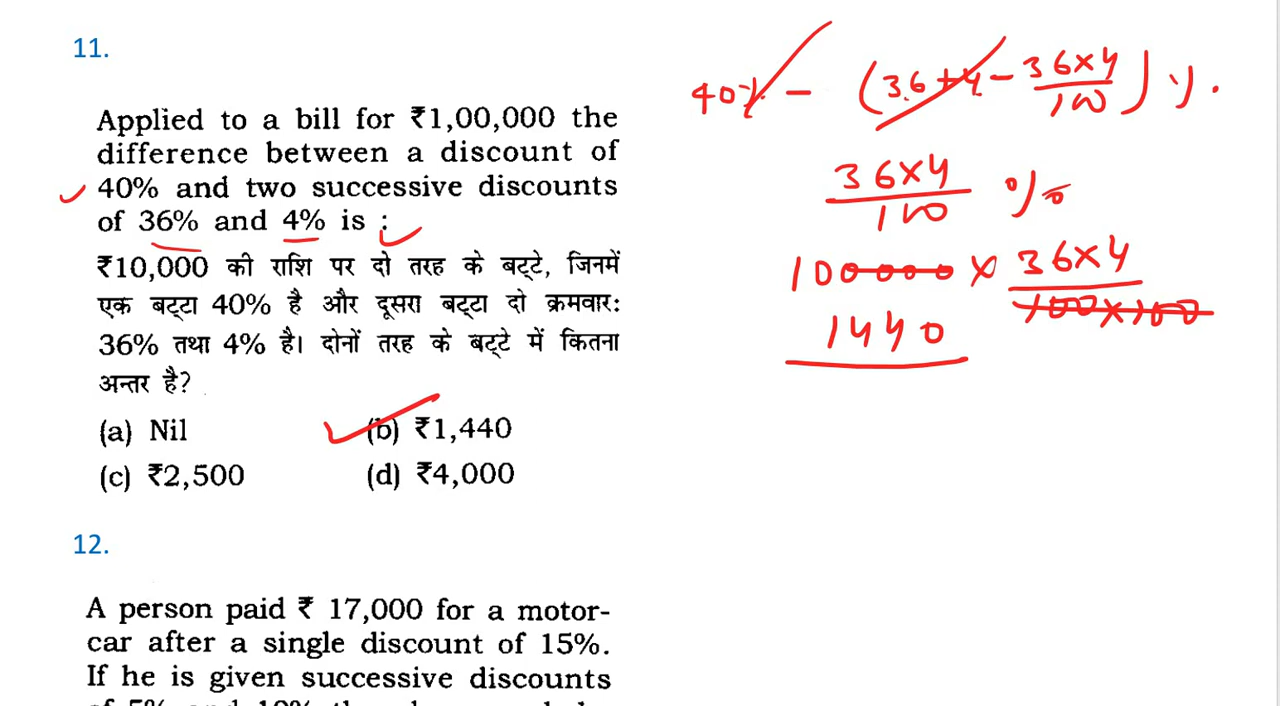 11.
Applied to a bill for ₹1,00,000 the
difference between a discount of
40% and two successive discounts
of 36% and 4% is :
₹10,000 की राशि पर दो तरह के बट्टे, जिनमें
एक बट्टा 40% है और दूसरा बट्टा दो क्रमवार:
36% तथा 4% है। दोनों तरह के बट्टे में कितना
अन्तर है?
(a) Nil (b) ₹1,440
(c) ₹2,500 (d) ₹4,000
12.
A person paid ₹ 17,000 for a motor-
car after a single discount of 15%.
If he is given successive discounts
40% - (36+4 - 36×4/100) %.
36×4/100 %
100000 × 36×4/100×100
1440